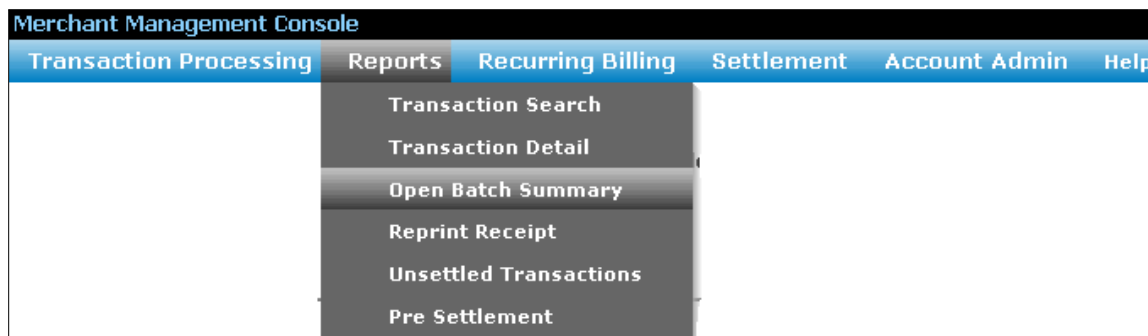 Merchant Management Console
Transaction Processing Reports Recurring Billing Settlement Account Admin Help
Transaction Search
Transaction Detail
Open Batch Summary
Reprint Receipt
Unsettled Transactions
Pre Settlement